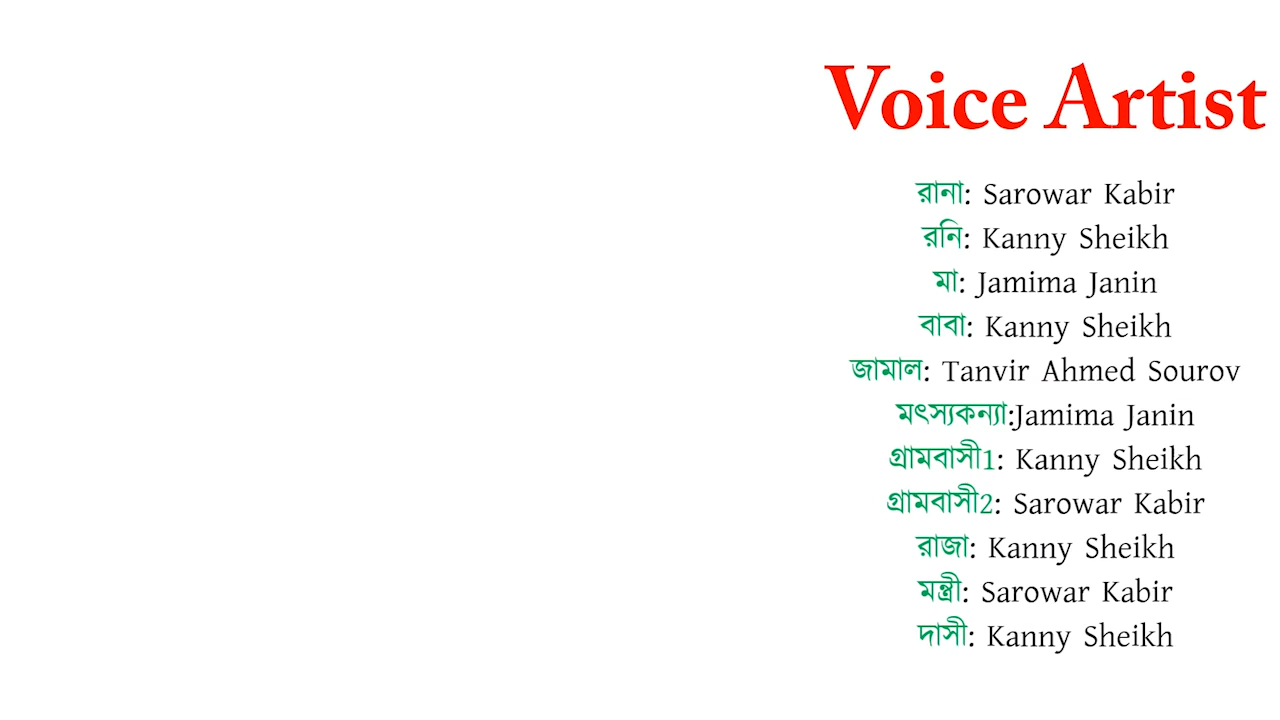 Voice Artist
রানা: Sarowar Kabir
রনি: Kanny Sheikh
মা: Jamima Janin
বাবা: Kanny Sheikh
জামাল: Tanvir Ahmed Sourov
মৎস্যকন্যা:Jamima Janin
গ্রামবাসী1: Kanny Sheikh
গ্রামবাসী2: Sarowar Kabir
রাজা: Kanny Sheikh
মন্ত্রী: Sarowar Kabir
দাসী: Kanny Sheikh